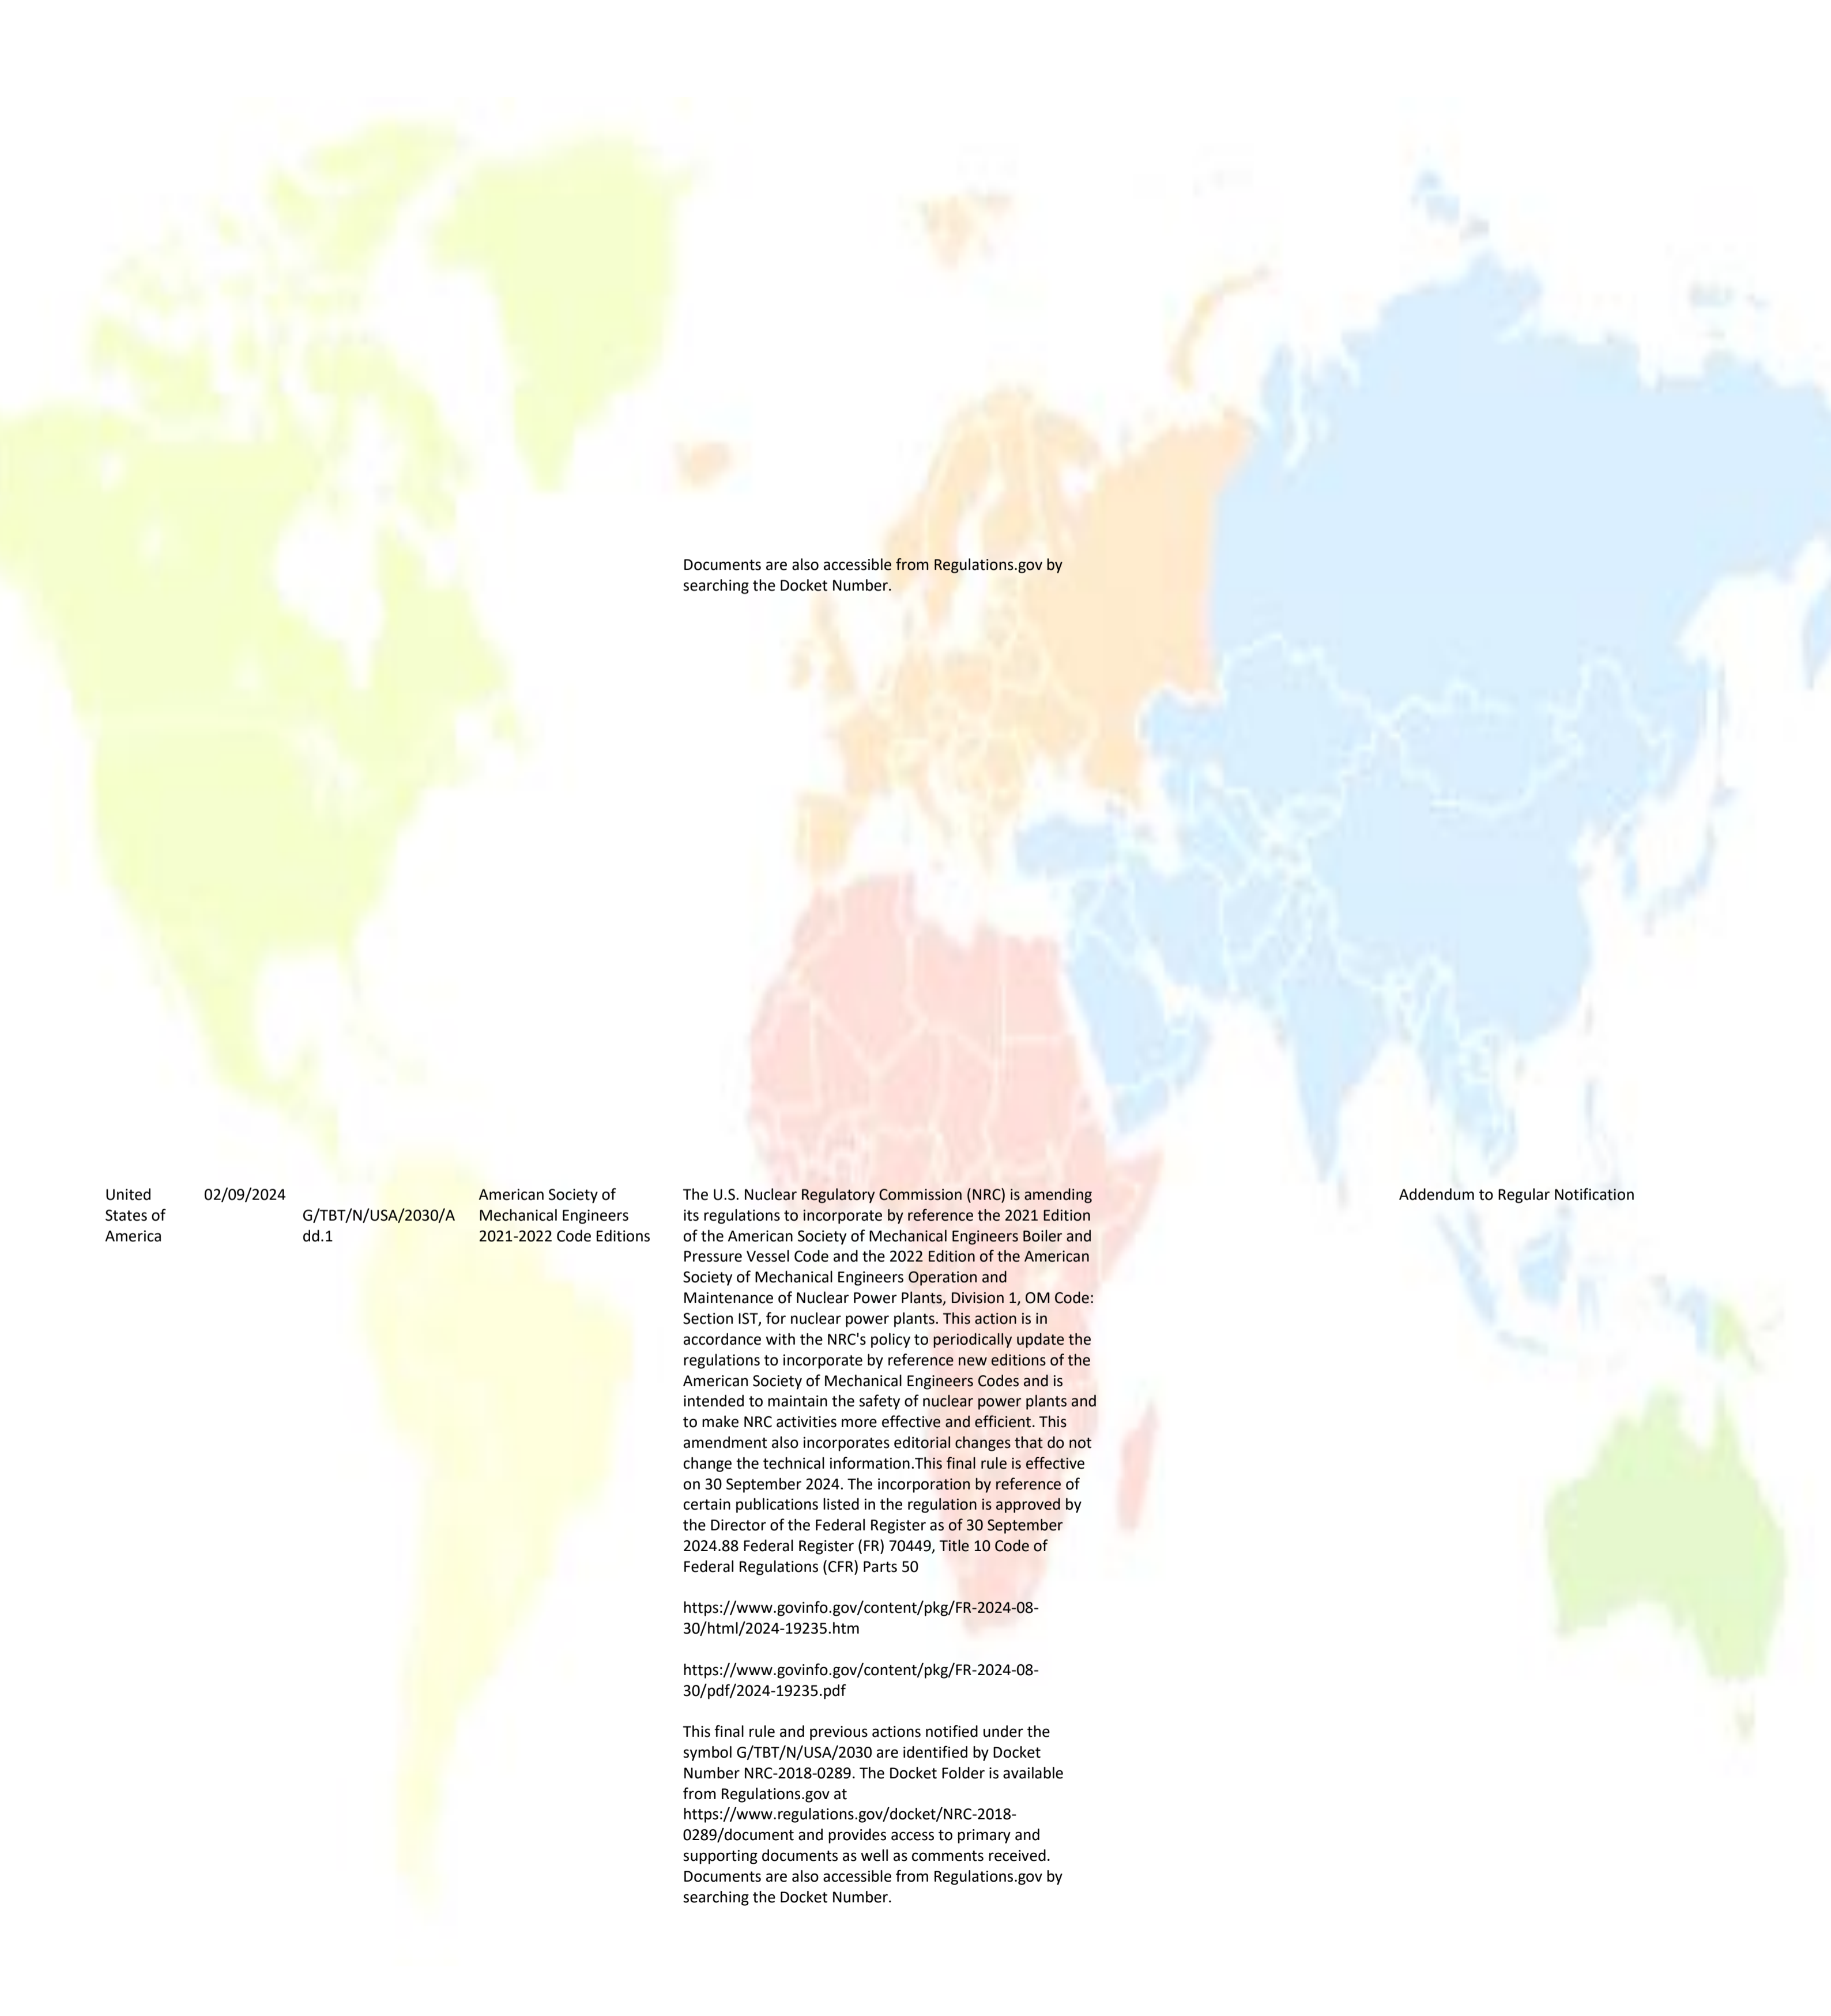 Documents are also accessible from Regulations.gov by
searching the Docket Number.
United
States of
America
02/09/2024
G/TBT/N/USA/2030/A
dd.1
American Society of
Mechanical Engineers
2021-2022 Code Editions
The U.S. Nuclear Regulatory Commission (NRC) is amending
its regulations to incorporate by reference the 2021 Edition
of the American Society of Mechanical Engineers Boiler and
Pressure Vessel Code and the 2022 Edition of the American
Society of Mechanical Engineers Operation and
Maintenance of Nuclear Power Plants, Division 1, OM Code:
Section IST, for nuclear power plants. This action is in
accordance with the NRC's policy to periodically update the
regulations to incorporate by reference new editions of the
American Society of Mechanical Engineers Codes and is
intended to maintain the safety of nuclear power plants and
to make NRC activities more effective and efficient. This
amendment also incorporates editorial changes that do not
change the technical information.This final rule is effective
on 30 September 2024. The incorporation by reference of
certain publications listed in the regulation is approved by
the Director of the Federal Register as of 30 September
2024.88 Federal Register (FR) 70449, Title 10 Code of
Federal Regulations (CFR) Parts 50
https://www.govinfo.gov/content/pkg/FR-2024-08-
30/html/2024-19235.htm
https://www.govinfo.gov/content/pkg/FR-2024-08-
30/pdf/2024-19235.pdf
This final rule and previous actions notified under the
symbol G/TBT/N/USA/2030 are identified by Docket
Number NRC-2018-0289. The Docket Folder is available
from Regulations.gov at
https://www.regulations.gov/docket/NRC-2018-
0289/document and provides access to primary and
supporting documents as well as comments received.
Documents are also accessible from Regulations.gov by
searching the Docket Number.
Addendum to Regular Notification